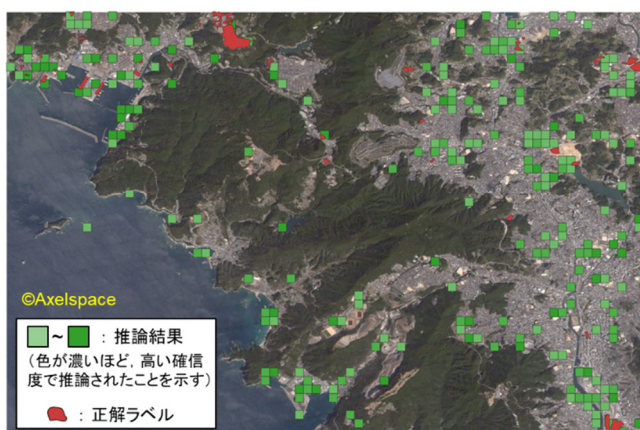 ©Axelspace
~ : 推論結果
(色が濃いほど，高い確信
度で推論されたことを示す)
: 正解ラベル